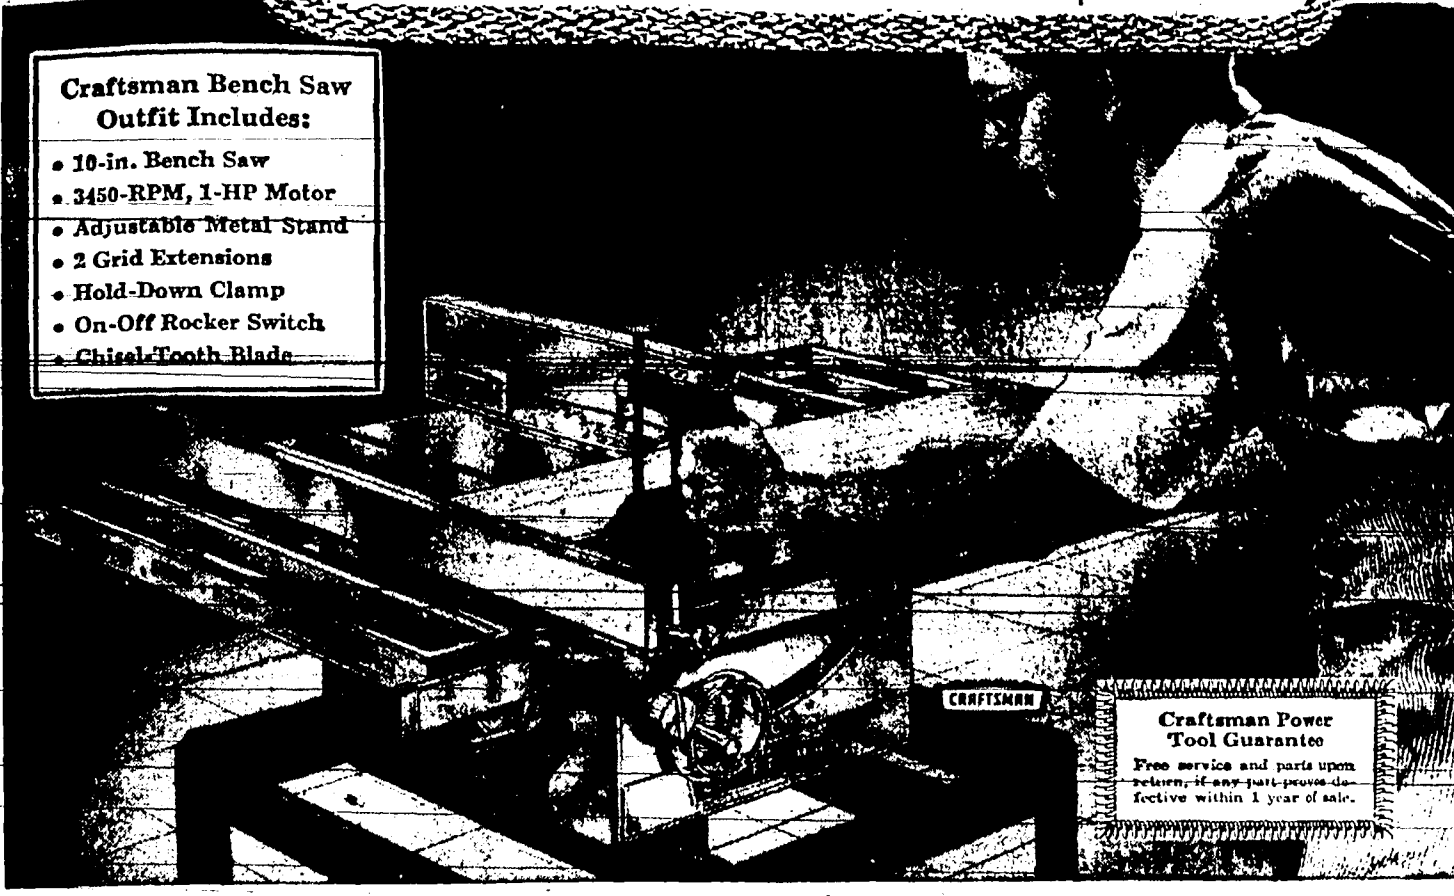 Craftsman Bench Saw
Outfit Includes:
• 10-in. Bench Saw
• 3450-RPM, 1-HP Motor
• Adjustable Metal Stand
• 2 Grid Extensions
• Hold-Down Clamp
• On-Off Rocker Switch
• Chisel-Tooth Blade
CRAFTSMAN
Craftsman Power
Tool Guarantee
Free service and parts upon
return, if any part proves de-
fective within 1 year of sale.